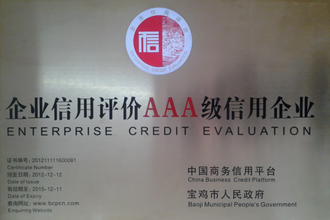 信
企业信用评价AAA级信用企业
ENTERPRISE CREDIT EVALUATION
证书编号: 201211111600091
Certificate Number
颁发日期: 2012-12-12
Date of Issue
有效期至: 2015-12-11
Date of Expiry
查询网站: www.bcpcn.com
Enquiring Website
中国商务信用平台
China Business Credit Platform
宝鸡市人民政府
Baoji Municipal People's Government